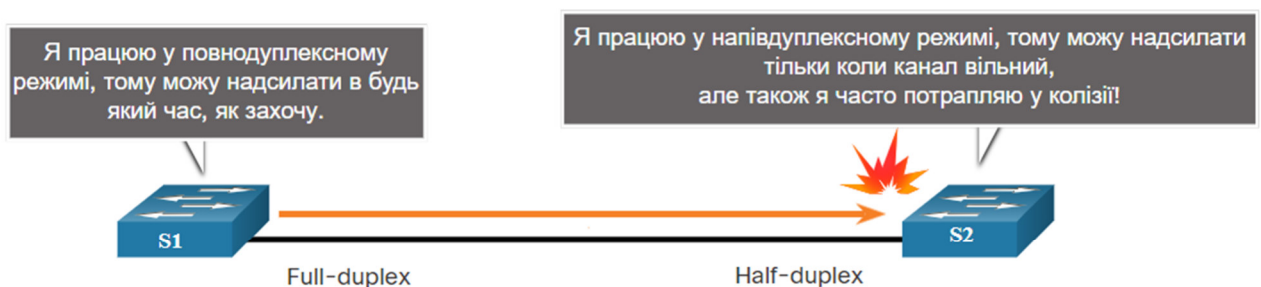 Я працюю у повнодуплексному
режимі, тому можу надсилати в будь
який час, як захочу.
Я працюю у напівдуплексному режимі, тому можу надсилати
тільки коли канал вільний,
але також я часто потрапляю у колізії!
S1
S2
Full-duplex
Half-duplex